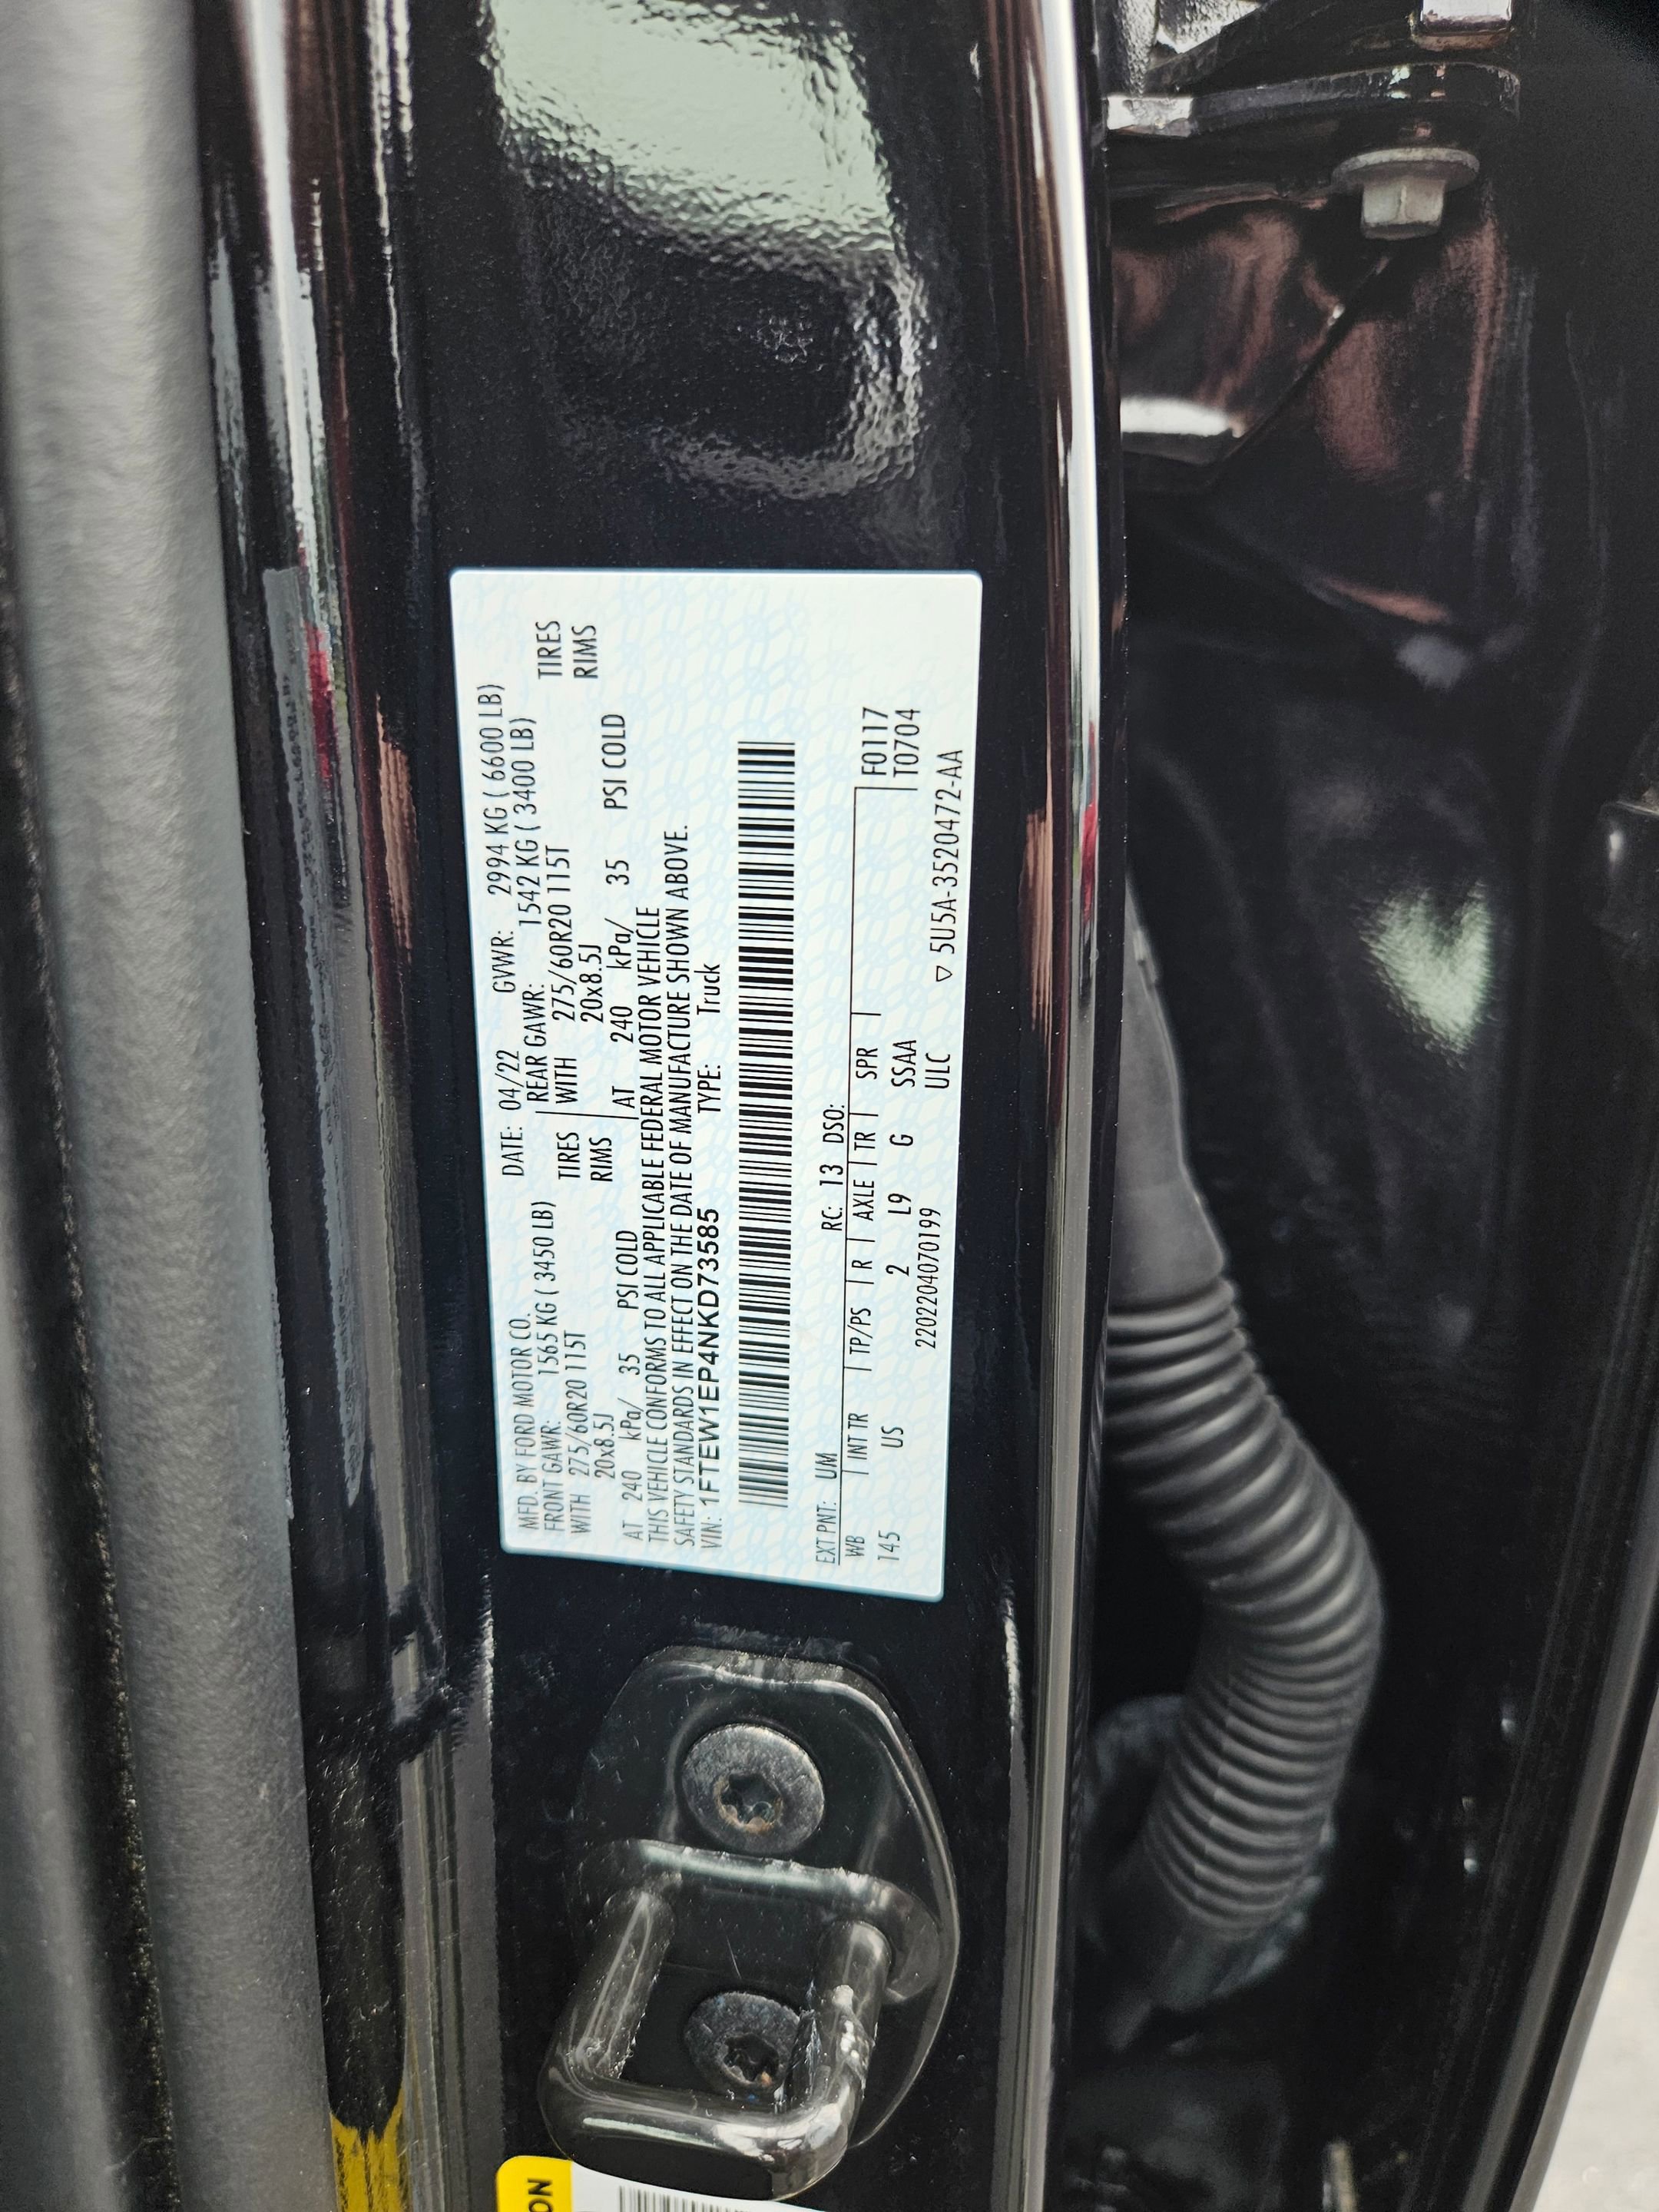 MFD. BY FORD MOTOR CO. DATE: 04/22 GVWR: 2994 KG ( 6600 LB)
FRONT GAWR: 1565 KG ( 3450 LB) REAR GAWR: 1542 KG ( 3400 LB)
WITH 275/60R20 115T TIRES WITH 275/60R20 115T TIRES
20x8.5J RIMS 20x8.5J RIMS
AT 240 kPa/ 35 PSI COLD AT 240 kPa/ 35 PSI COLD
THIS VEHICLE CONFORMS TO ALL APPLICABLE FEDERAL MOTOR VEHICLE
SAFETY STANDARDS IN EFFECT ON THE DATE OF MANUFACTURE SHOWN ABOVE.
VIN: 1FTEW1EP4NKD73585 TYPE: Truck
EXT PNT: UM RC: 13 DSO:
WB INT TR TP/PS R AXLE TR SPR F0117
145 US 2 L9 G SSAA T0704
2202204070199 ULC ▽ 5U5A-3520472-AA
ON